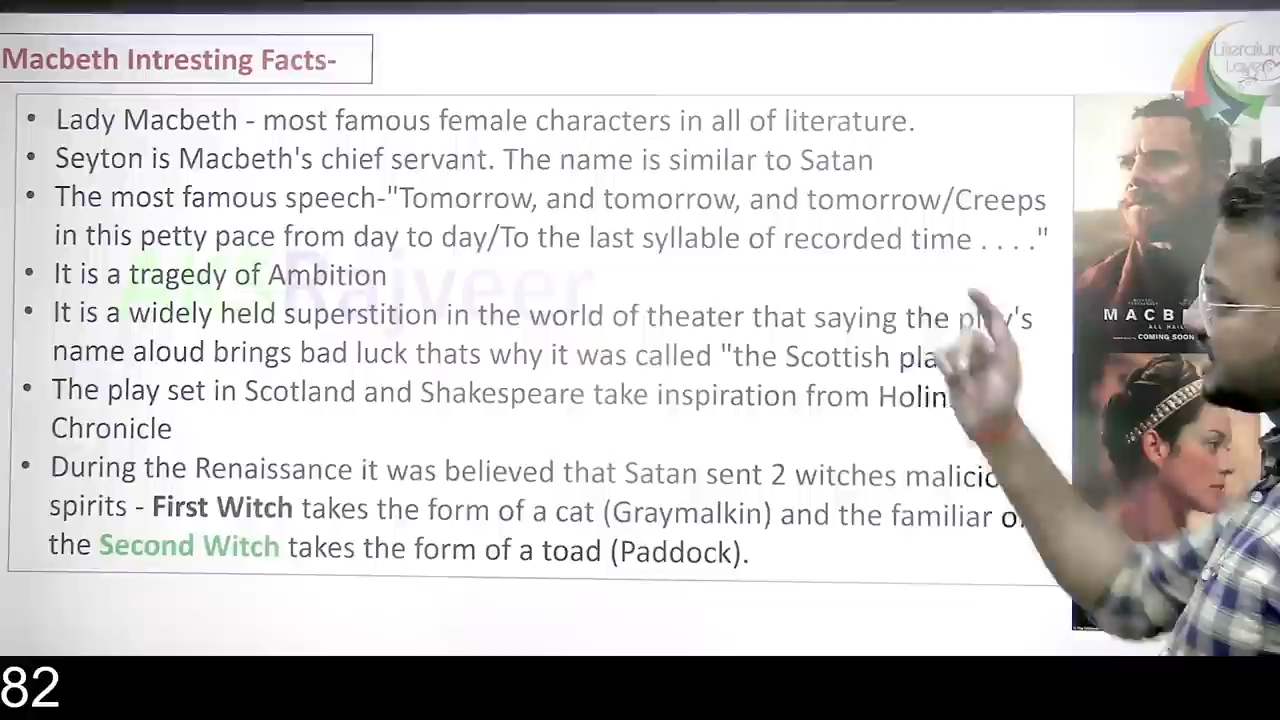 Macbeth Intresting Facts-
Literature
Lovers
• Lady Macbeth - most famous female characters in all of literature.
• Seyton is Macbeth's chief servant. The name is similar to Satan
• The most famous speech-"Tomorrow, and tomorrow, and tomorrow/Creeps
in this petty pace from day to day/To the last syllable of recorded time . . . ."
• It is a tragedy of Ambition
Rajveer
• It is a widely held superstition in the world of theater that saying the play's
name aloud brings bad luck thats why it was called "the Scottish
• The play set in Scotland and Shakespeare take inspiration from
Chronicle
• During the Renaissance it was believed that Satan sent 2 witches
spirits - First Witch takes the form of a cat (Graymalkin) and the familiar
the Second Witch takes the form of a toad (Paddock).
COMING SOON
82